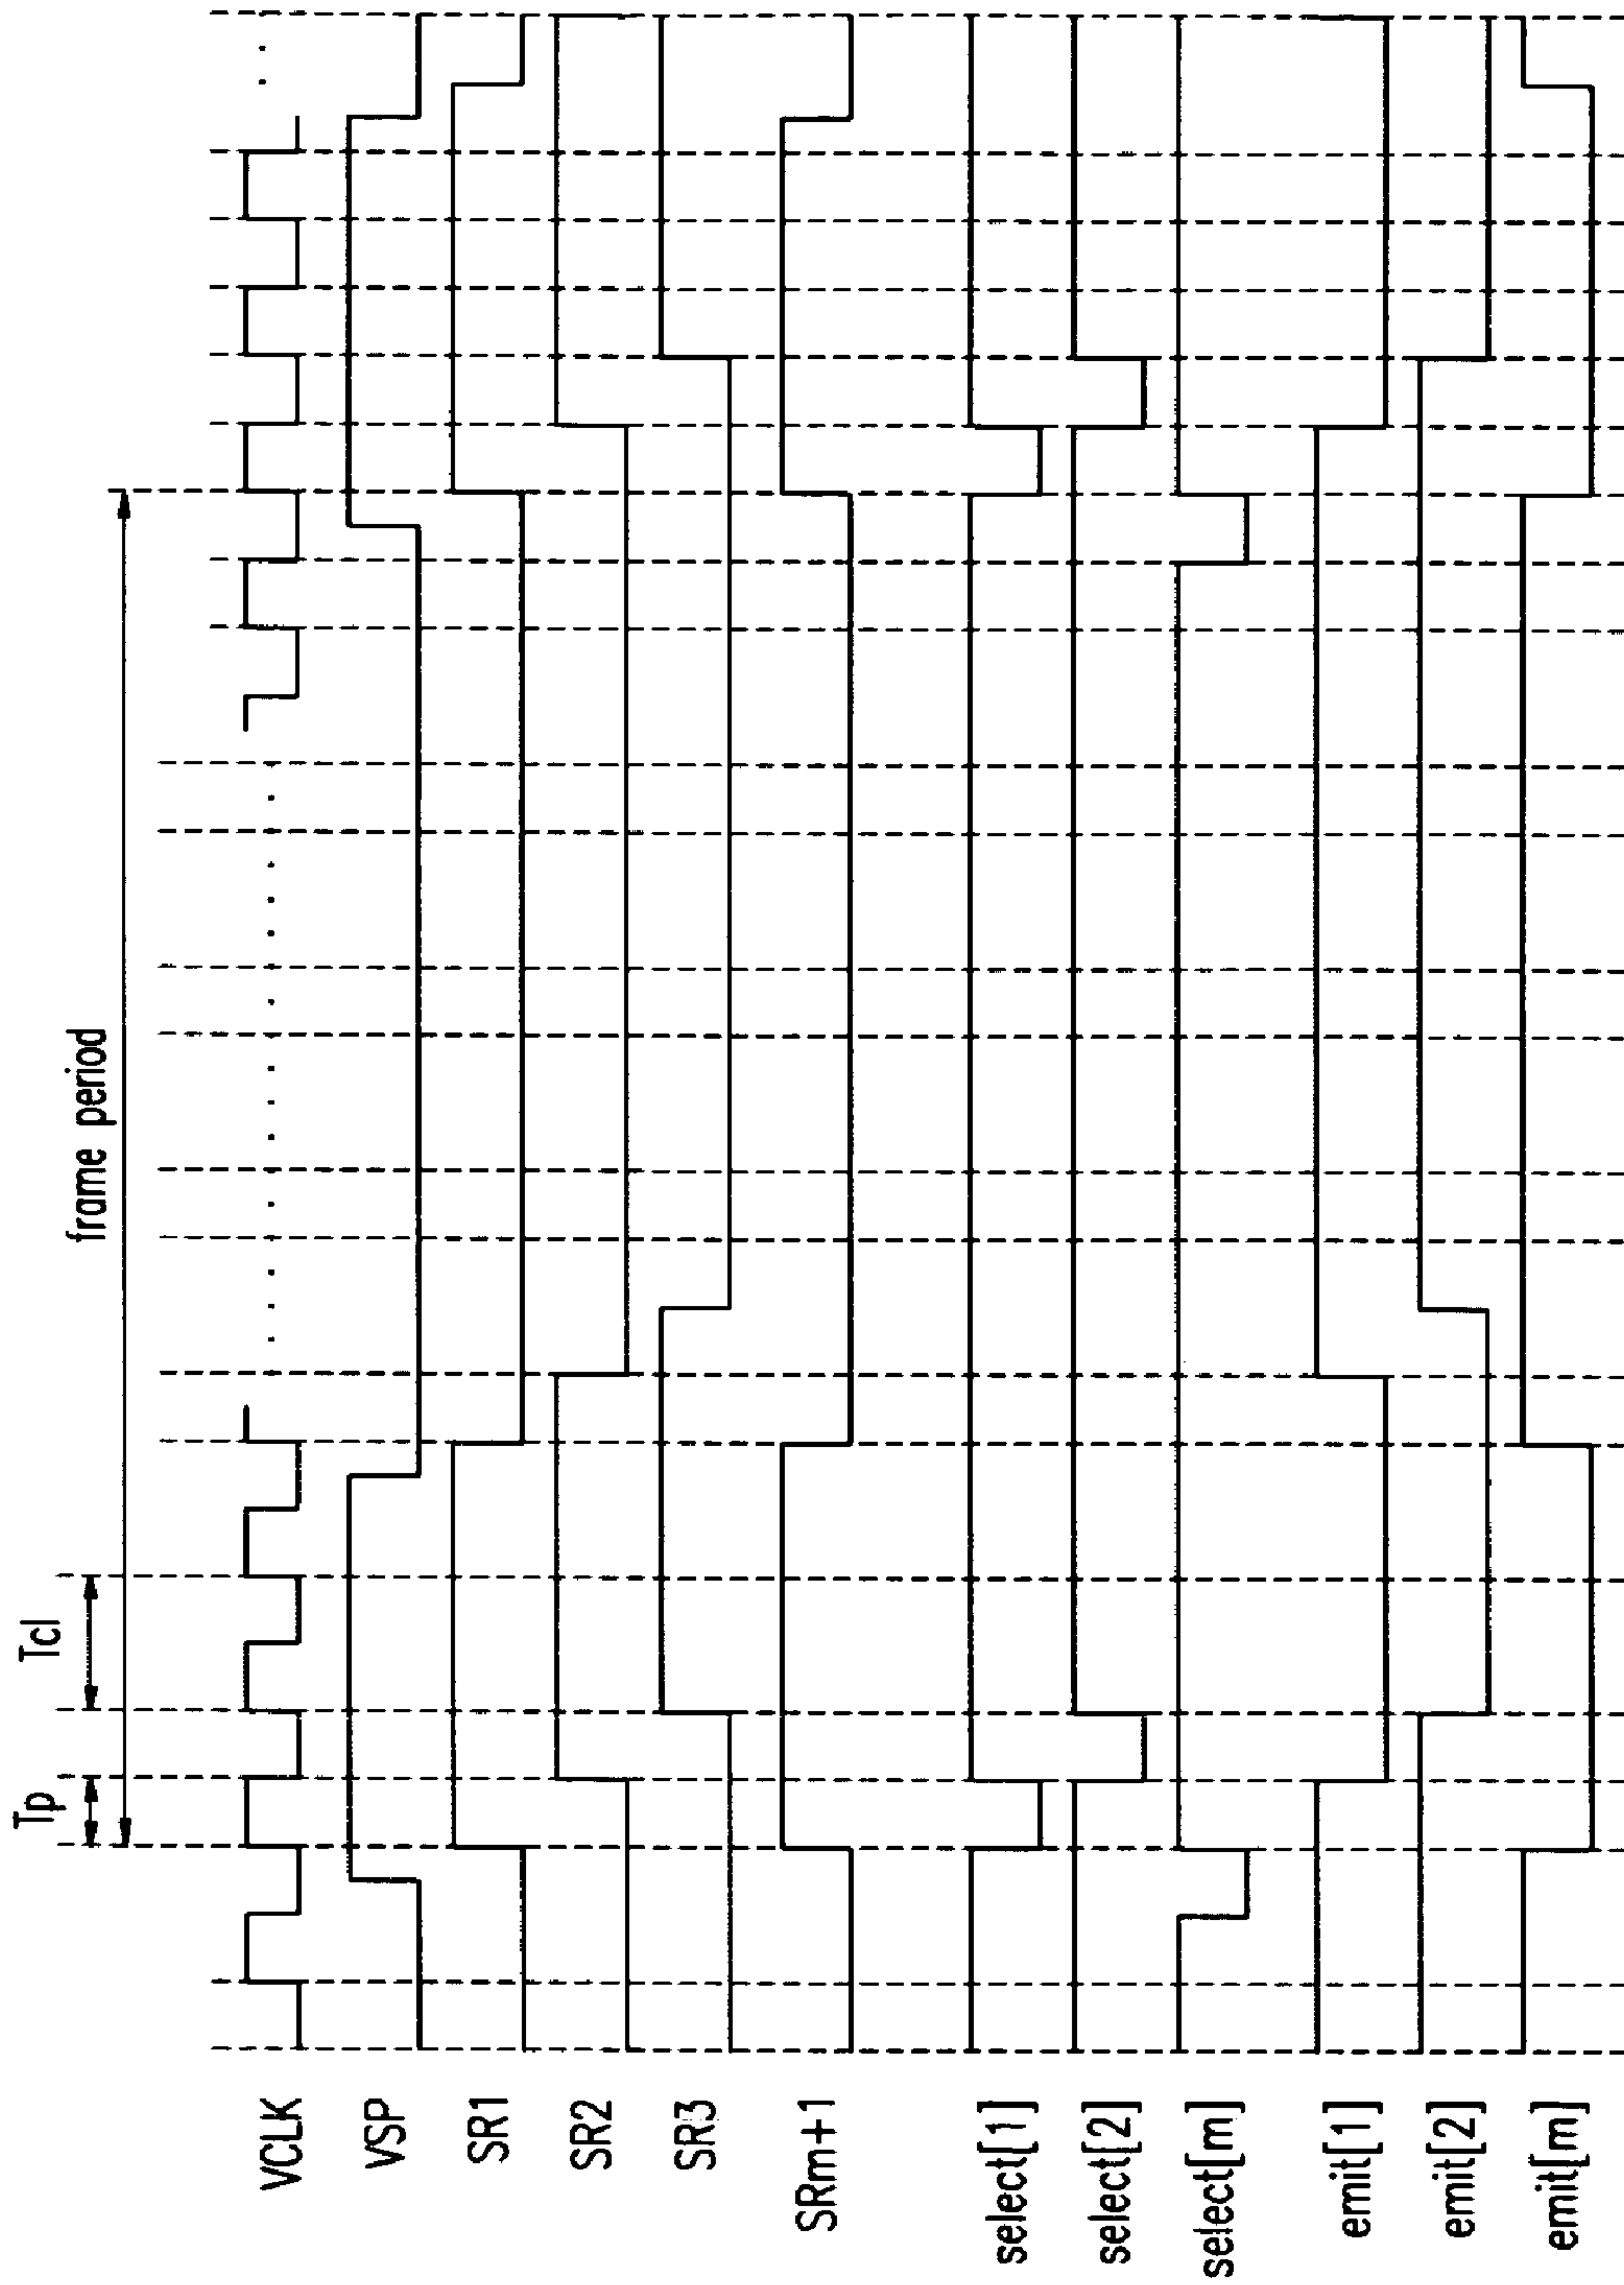 frame period
Tp
Tcl
VCLK
VSP
SR1
SR2
SR3
SRm+1
select[1]
select[2]
select[m]
emit[1]
emit[2]
emit[m]